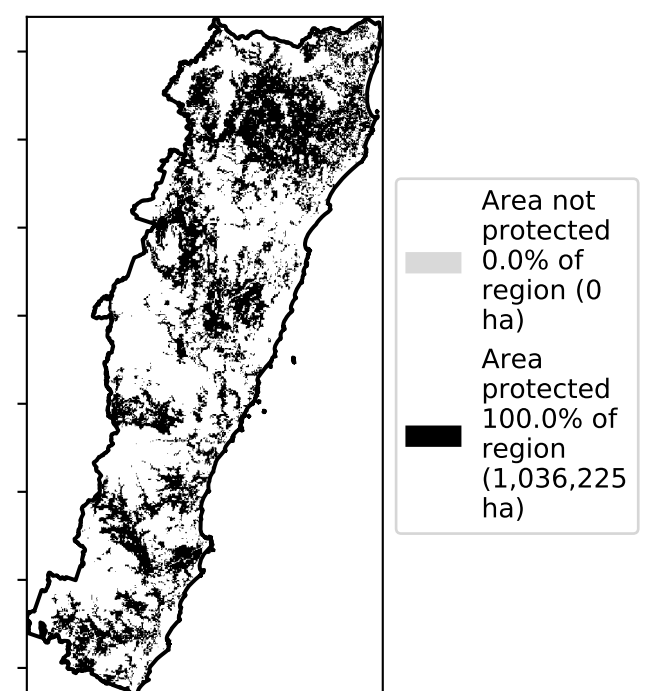 Area not
protected
0.0% of
region (0
ha)
Area
protected
100.0% of
region
(1,036,225
ha)